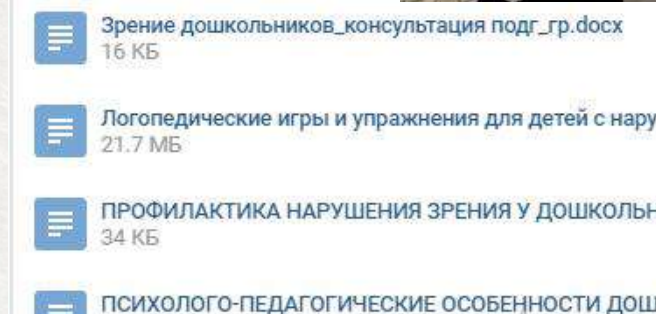 Зрение дошкольников_консультация подг_гр.docx
16 КБ
Логопедические игры и упражнения для детей с нару
21.7 МБ
ПРОФИЛАКТИКА НАРУШЕНИЯ ЗРЕНИЯ У ДОШКОЛЬН
34 КБ
ПСИХОЛОГО-ПЕДАГОГИЧЕСКИЕ ОСОБЕННОСТИ ДОШ